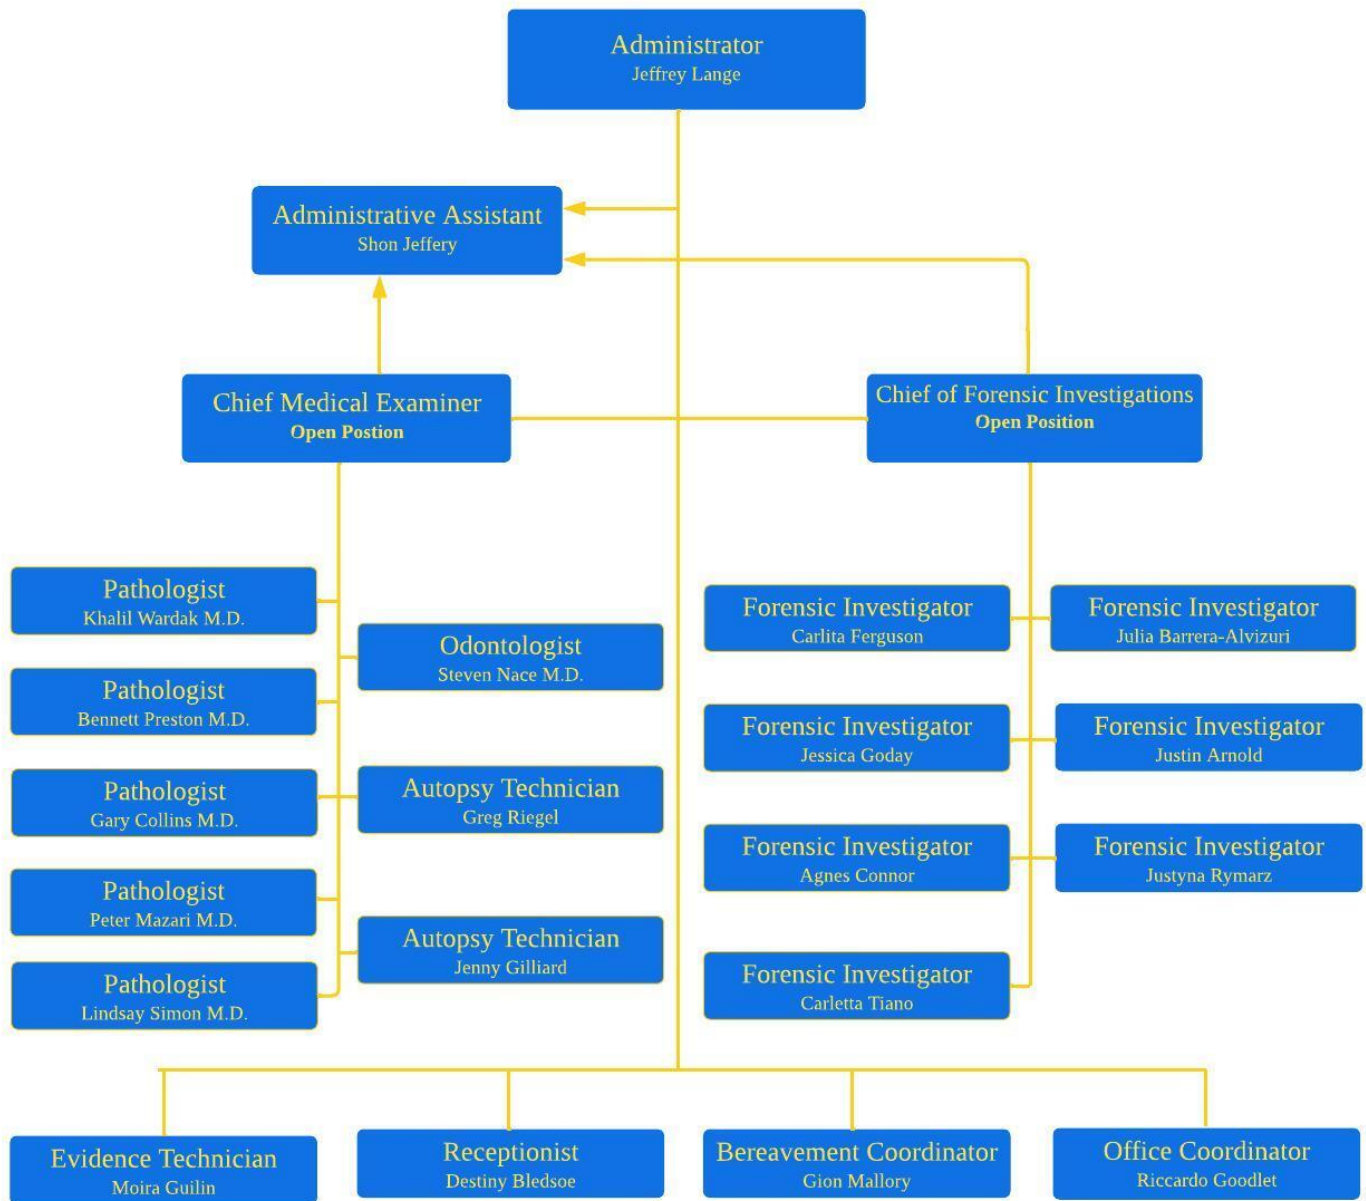 Administrator
Jeffrey Lange
Administrative Assistant
Shon Jeffery
Chief Medical Examiner
Open Postion
Chief of Forensic Investigations
Open Position
Pathologist
Khalil Wardak M.D.
Pathologist
Bennett Preston M.D.
Pathologist
Gary Collins M.D.
Pathologist
Peter Mazari M.D.
Pathologist
Lindsay Simon M.D.
Odontologist
Steven Nace M.D.
Autopsy Technician
Greg Riegel
Autopsy Technician
Jenny Gilliard
Forensic Investigator
Carlita Ferguson
Forensic Investigator
Julia Barrera-Alvizuri
Forensic Investigator
Jessica Goday
Forensic Investigator
Justin Arnold
Forensic Investigator
Agnes Connor
Forensic Investigator
Justyna Rymarz
Forensic Investigator
Carletta Tiano
Evidence Technician
Moira Guilin
Receptionist
Destiny Bledsoe
Bereavement Coordinator
Gion Mallory
Office Coordinator
Riccardo Goodlet